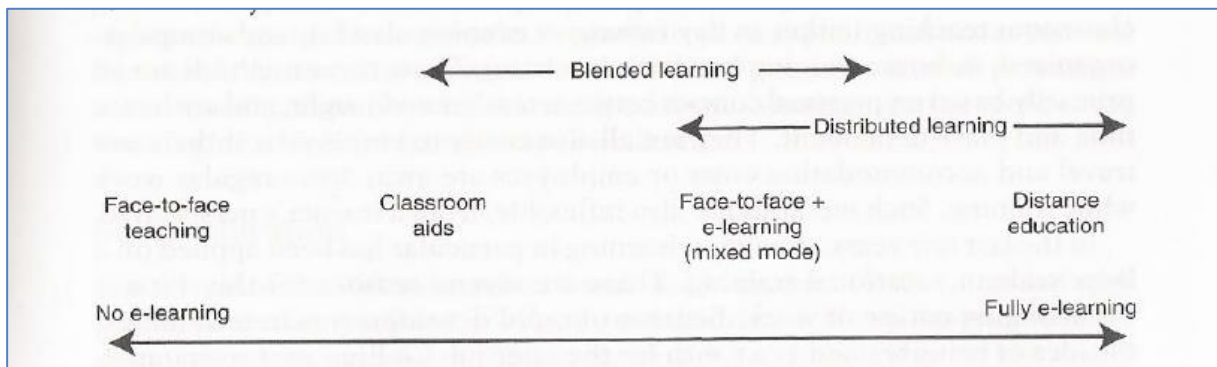 Blended learning
Distributed learning
Face-to-face
teaching
Classroom
aids
Face-to-face +
e-learning
(mixed mode)
Distance
education
No e-learning
Fully e-learning